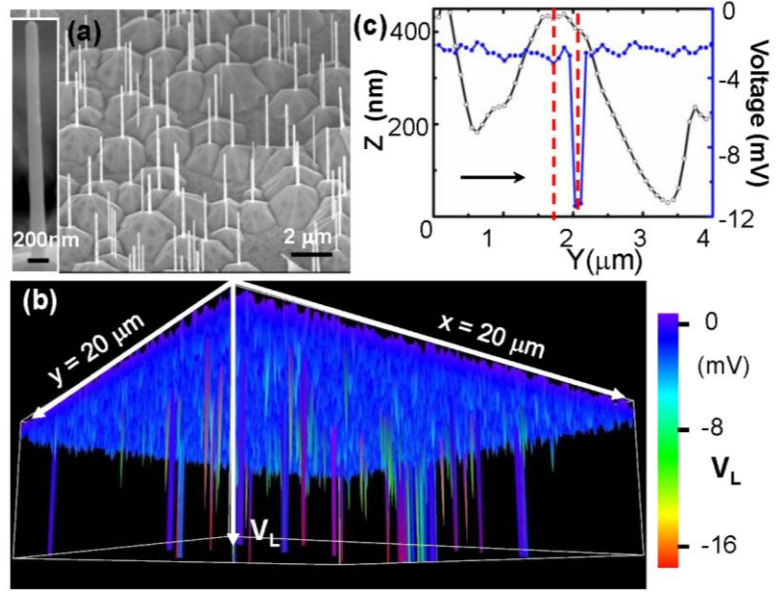 (a)
200nm
2 μm
(c)
400
200
0
Z (nm)
0
1
2
3
4
Y(μm)
0
-4
-8
-12
Voltage (mV)
(b)
y = 20 μm
x = 20 μm
V_L
0
(mV)
-8
V_L
-16